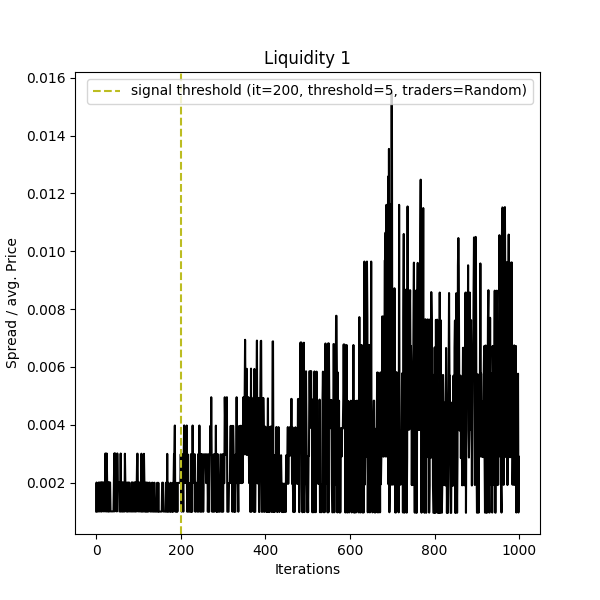 Liquidity 1
signal threshold (it=200, threshold=5, traders=Random)
0.016
0.014
0.012
0.010
0.008
0.006
0.004
0.002
Spread / avg. Price
0 200 400 600 800 1000
Iterations